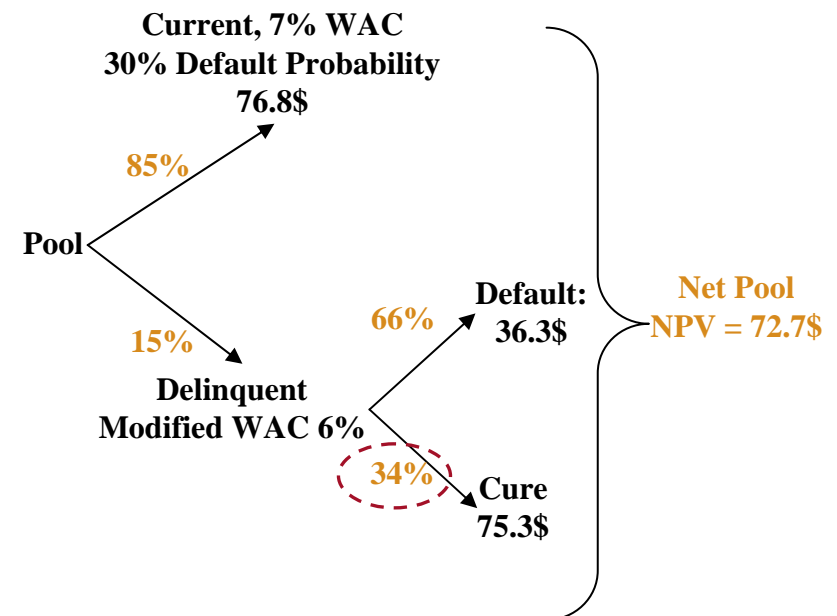 Current, 7% WAC
30% Default Probability
76.8$
85%
Pool
15%
Delinquent
Modified WAC 6%
66%
Default:
36.3$
34%
Cure
75.3$
Net Pool
NPV = 72.7$